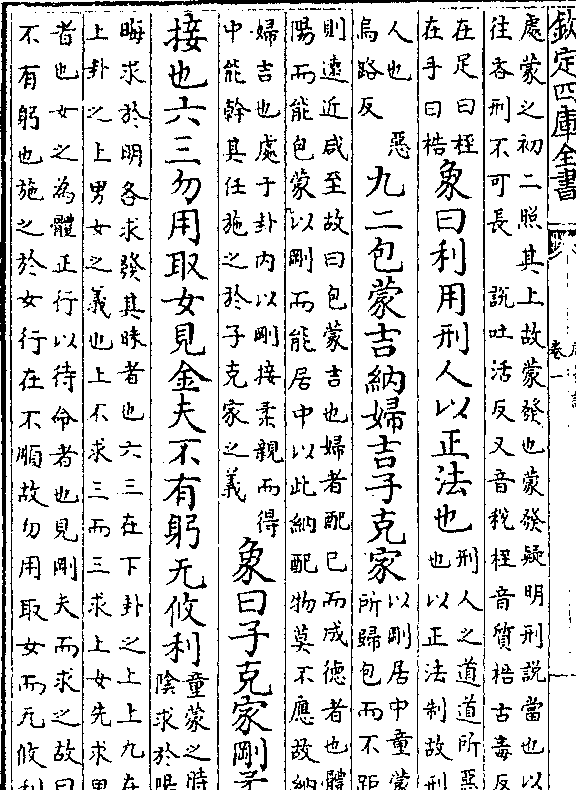 欽定四庫全書
卷一
處蒙之初二照其上故蒙發也蒙發疑明刑說當也以
往吝刑不可長 說吐活反又音稅桎音質梏古毒反
在足曰桎
在手曰梏
象曰利用刑人以正法也
刑人之道道所惡
也以正法制故刑
人也 惡
烏路反
九二包蒙吉納婦吉子克家
以剛居中童蒙
所歸包而不距
則遠近咸至故曰包蒙吉也婦者配已而成德者也體
陽而能包蒙以剛而能居中以此納配物莫不應故納
婦吉也處于卦內以剛接柔親而得
中能幹其任施之於子克家之義
象曰子克家剛柔
接也六三勿用取女見金夫不有躬无攸利
童蒙之時
陰求於
晦求於明各求發其昧者也六三在下卦之上上九在
上卦之上男女之義也上不求三而三求上女先求男
者也女之為體正行以待命者也見剛夫而求之故曰
不有躬也施之於女行在不順故勿用取女而无攸利